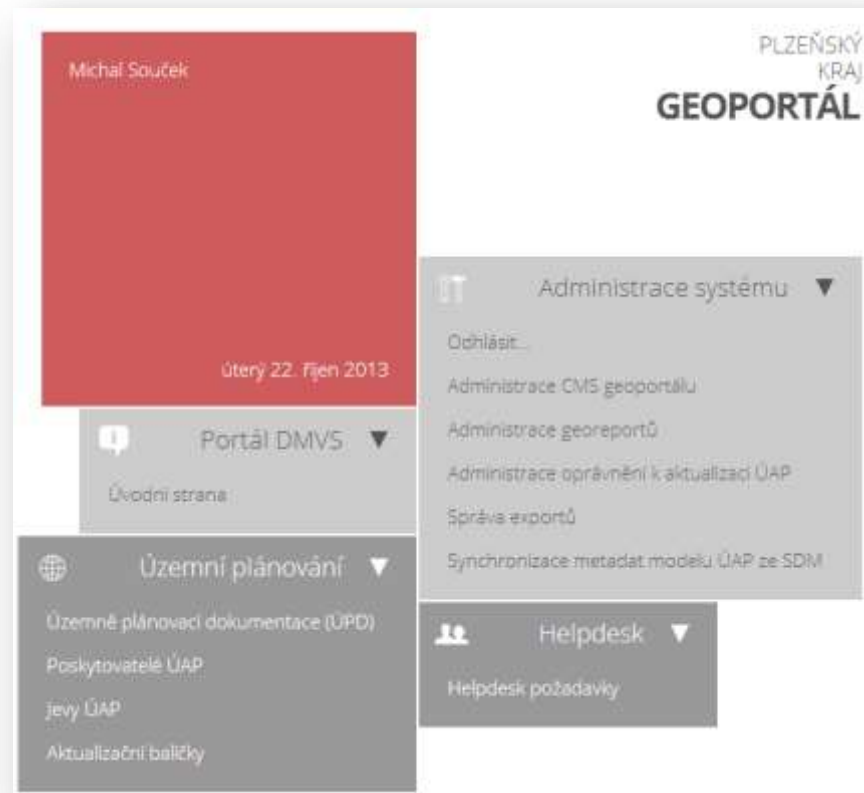 Michal Souček
úterý 22. říjen 2013
PLZEŇSKÝ
KRAJ
GEOPORTÁL
Administrace systému
Odhlásit...
Administrace CMS geoportálu
Administrace georeportů
Administrace oprávnění k aktualizaci ÚAP
Správa exportů
Synchronizace metadat modelu ÚAP ze SDM
Portál DMVS
Úvodní strana
Územní plánování
Územně plánovací dokumentace (ÚPD)
Poskytovatelé ÚAP
Jevy ÚAP
Aktualizační balíčky
Helpdesk
Helpdesk požadavky